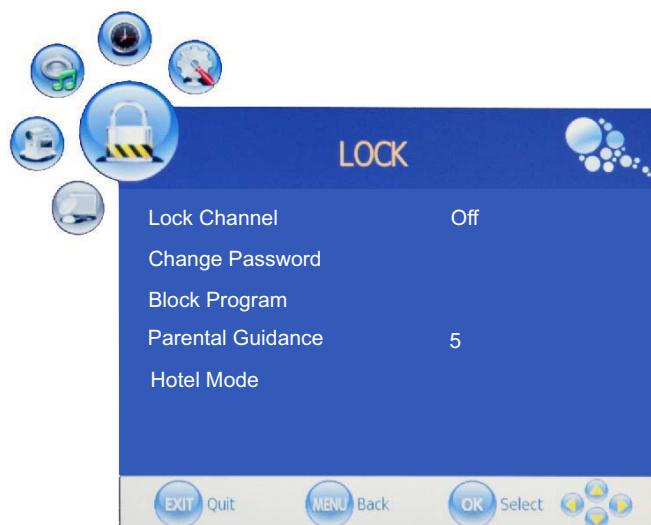 LOCK
Lock Channel Off
Change Password
Block Program
Parental Guidance 5
Hotel Mode
EXIT Quit MENU Back OK Select